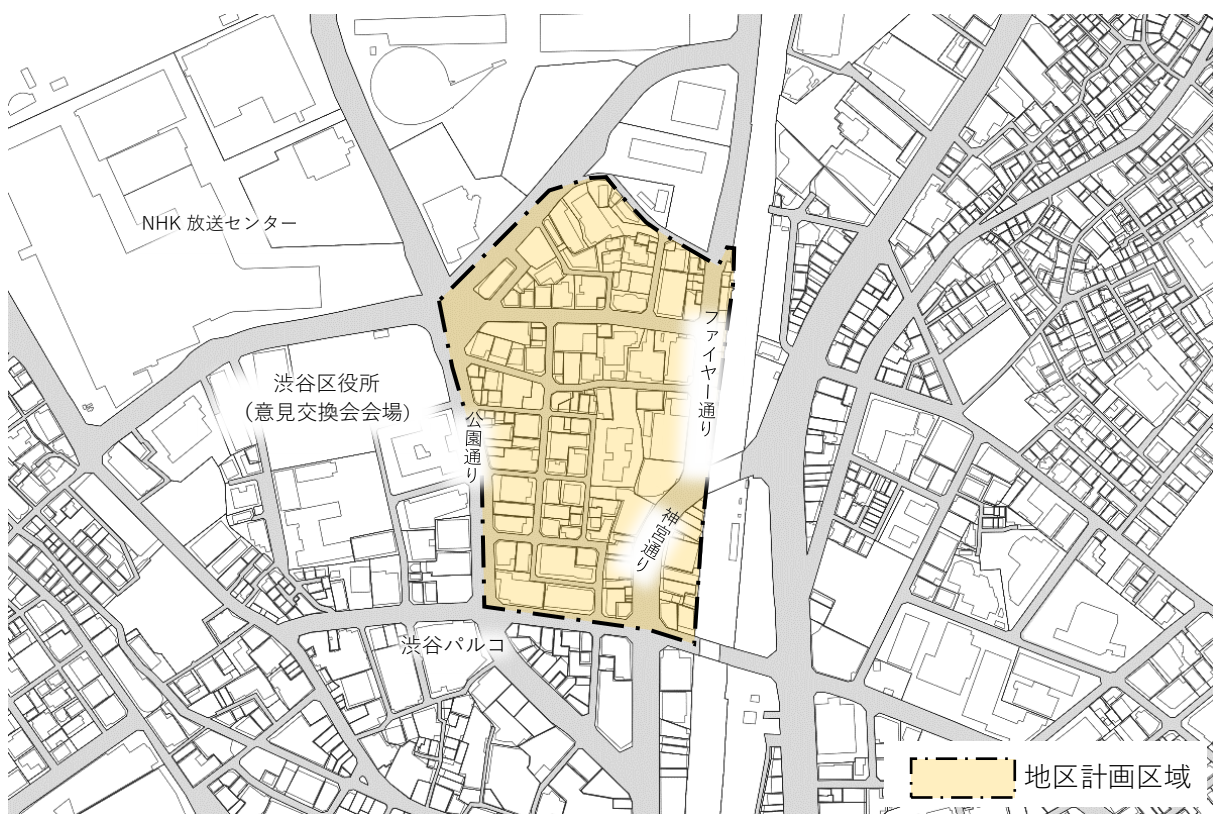 NHK 放送センター
渋谷区役所
（意見交換会会場）
公園通り
ファイヤー通り
神宮通り
渋谷パルコ
地区計画区域